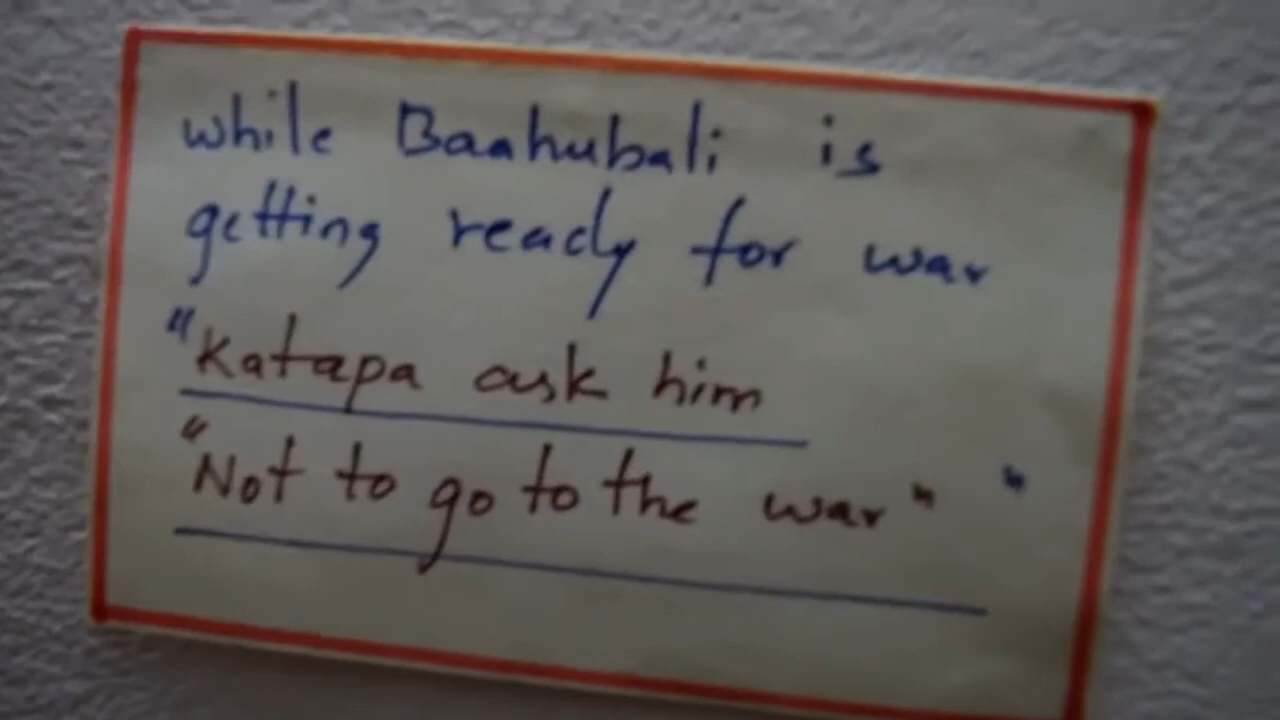 while Baahubali is
getting ready for war
"Katapa ask him
"Not to go to the war" "